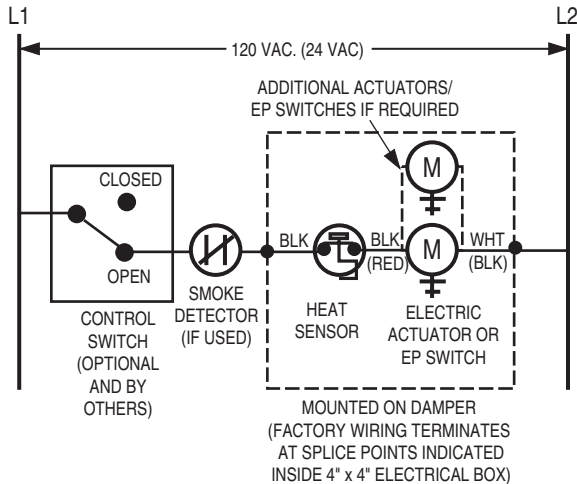 L1
L2
120 VAC. (24 VAC)
ADDITIONAL ACTUATORS/
EP SWITCHES IF REQUIRED
M
CLOSED
OPEN
BLK
BLK
(RED)
M
WHT
(BLK)
CONTROL
SWITCH
(OPTIONAL
AND BY
OTHERS)
SMOKE
DETECTOR
(IF USED)
HEAT
SENSOR
ELECTRIC
ACTUATOR OR
EP SWITCH
MOUNTED ON DAMPER
(FACTORY WIRING TERMINATES
AT SPLICE POINTS INDICATED
INSIDE 4" x 4" ELECTRICAL BOX)